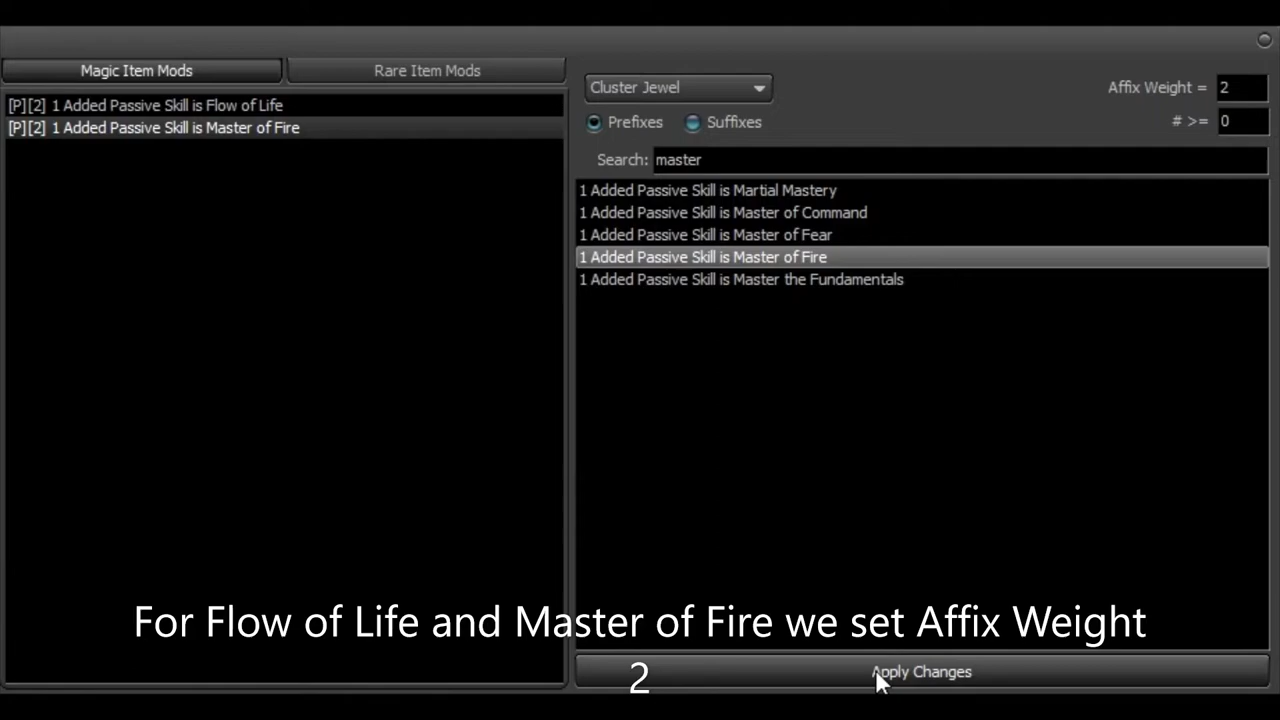 Magic Item Mods
Rare Item Mods
[P][2] 1 Added Passive Skill is Flow of Life
[P][2] 1 Added Passive Skill is Master of Fire
Cluster Jewel
Affix Weight = 2
Prefixes
Suffixes
# >= 0
Search: master
1 Added Passive Skill is Martial Mastery
1 Added Passive Skill is Master of Command
1 Added Passive Skill is Master of Fear
1 Added Passive Skill is Master of Fire
1 Added Passive Skill is Master the Fundamentals
Apply Changes
For Flow of Life and Master of Fire we set Affix Weight
2